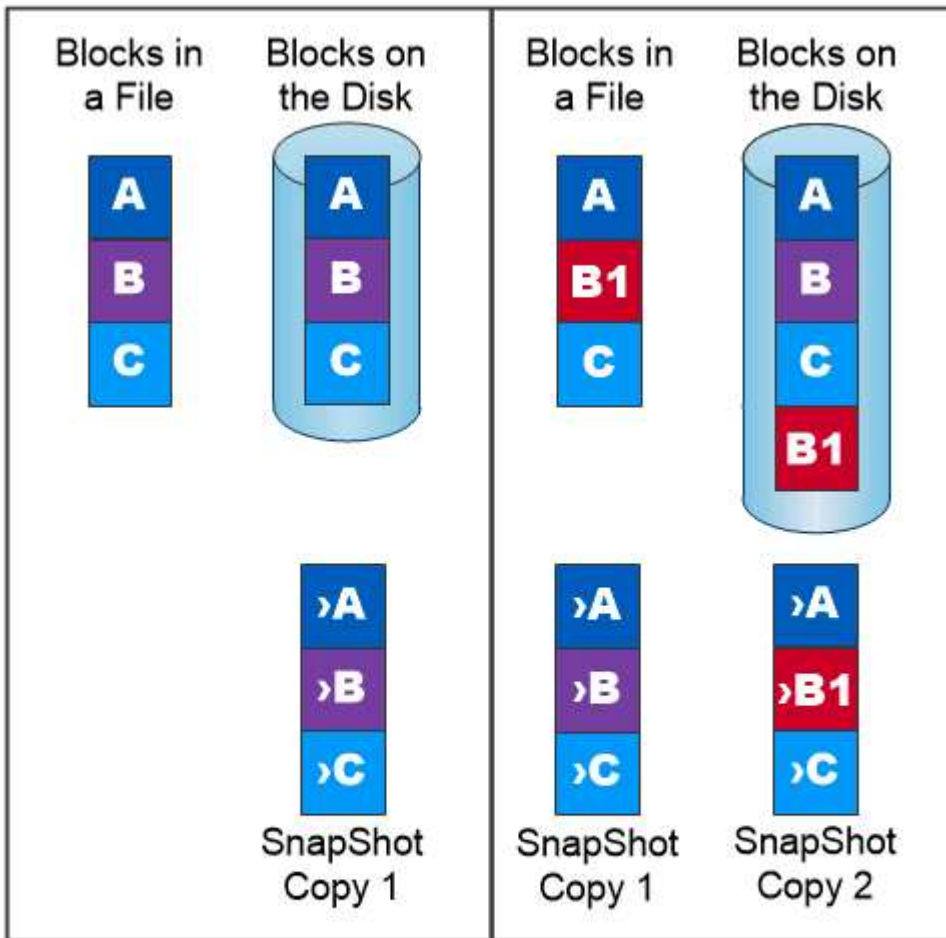 Blocks in
a File
Blocks on
the Disk
A
B
C
A
B
C
›A
›B
›C
SnapShot
Copy 1
Blocks in
a File
Blocks on
the Disk
A
B1
C
A
B
C
B1
›A
›B
›C
SnapShot
Copy 1
›A
›B1
›C
SnapShot
Copy 2